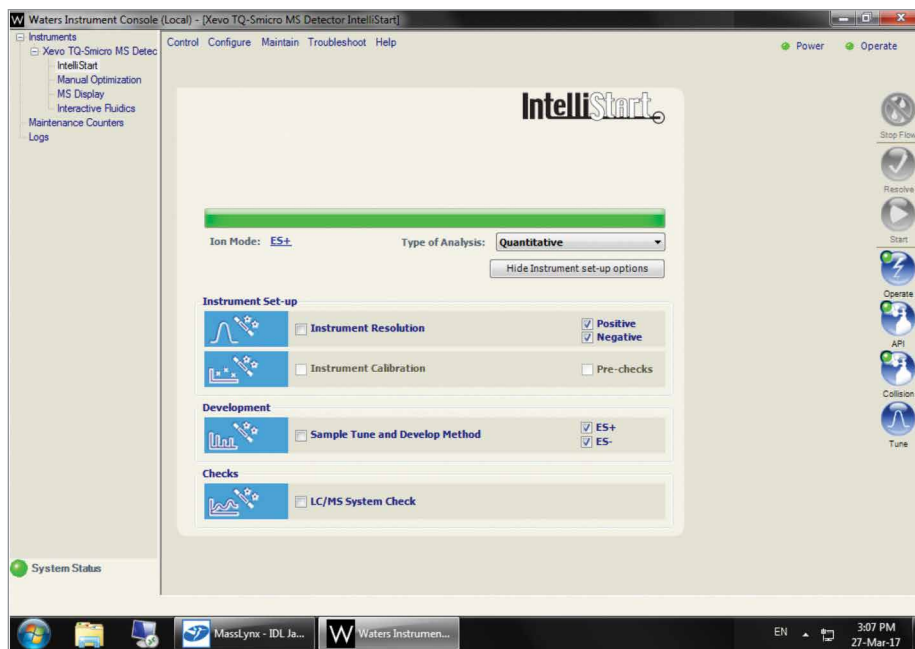 Waters Instrument Console (Local) - [Xevo TQ-Smicro MS Detector IntelliStart]
Instruments
Xevo TQ-Smicro MS Detec
IntelliStart
Manual Optimization
MS Display
Interactive Fluidics
Maintenance Counters
Logs
Control Configure Maintain Troubleshoot Help
Power Operate
IntelliStart
Ion Mode: ES+ Type of Analysis: Quantitative
Hide Instrument set-up options
Instrument Set-up
Instrument Resolution
Positive
Negative
Instrument Calibration
Pre-checks
Development
Sample Tune and Develop Method
ES+
ES-
Checks
LC/MS System Check
Stop Flow
Resolve
Start
Operate
API
Collision
Tune
System Status
MassLynx - IDL Ja...
W Waters Instrumen...
EN
3:07 PM
27-Mar-17